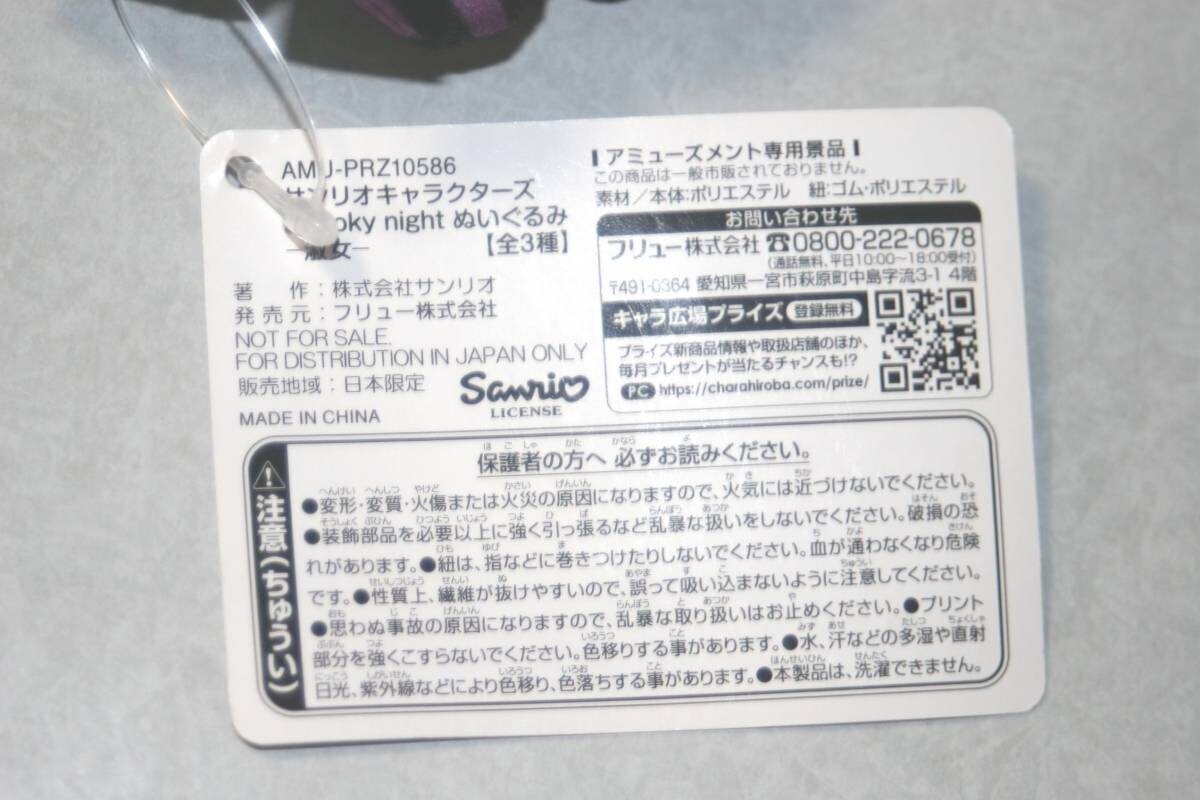 AMU-PRZ10586
サンリオキャラクターズ
oky night ぬいぐるみ
―淑女―
【全3種】
著　作：株式会社サンリオ
発売元：フリュー株式会社
NOT FOR SALE.
FOR DISTRIBUTION IN JAPAN ONLY
販売地域：日本限定
MADE IN CHINA
Sanrio
LICENSE
アミューズメント専用景品
この商品は一般市販されておりません。
素材／本体：ポリエステル　紐：ゴム・ポリエステル
お問い合わせ先
フリュー株式会社 ☎0800-222-0678
(通話無料、平日10:00～18:00受付)
〒491-0364 愛知県一宮市萩原町中島字流3-1 4階
キャラ広場プライズ 登録無料
プライズ新商品情報や取扱店舗のほか、
毎月プレゼントが当たるチャンスも!?
PC https://charahiroba.com/prize/
注意(ちゅうい)
保護者の方へ 必ずお読みください。
●変形・変質・火傷または火災の原因になりますので、火気には近づけないでください。
●装飾部品を必要以上に強く引っ張るなど乱暴な扱いをしないでください。破損の恐
れがあります。●紐は、指などに巻きつけたりしないでください。血が通わなくなり危険
です。●性質上、繊維が抜けやすいので、誤って吸い込まないように注意してください。
●思わぬ事故の原因になりますので、乱暴な取り扱いはお止めください。●プリント
部分を強くこすらないでください。色移りする事があります。●水、汗などの多湿や直射
日光、紫外線などにより色移り、色落ちする事があります。●本製品は、洗濯できません。